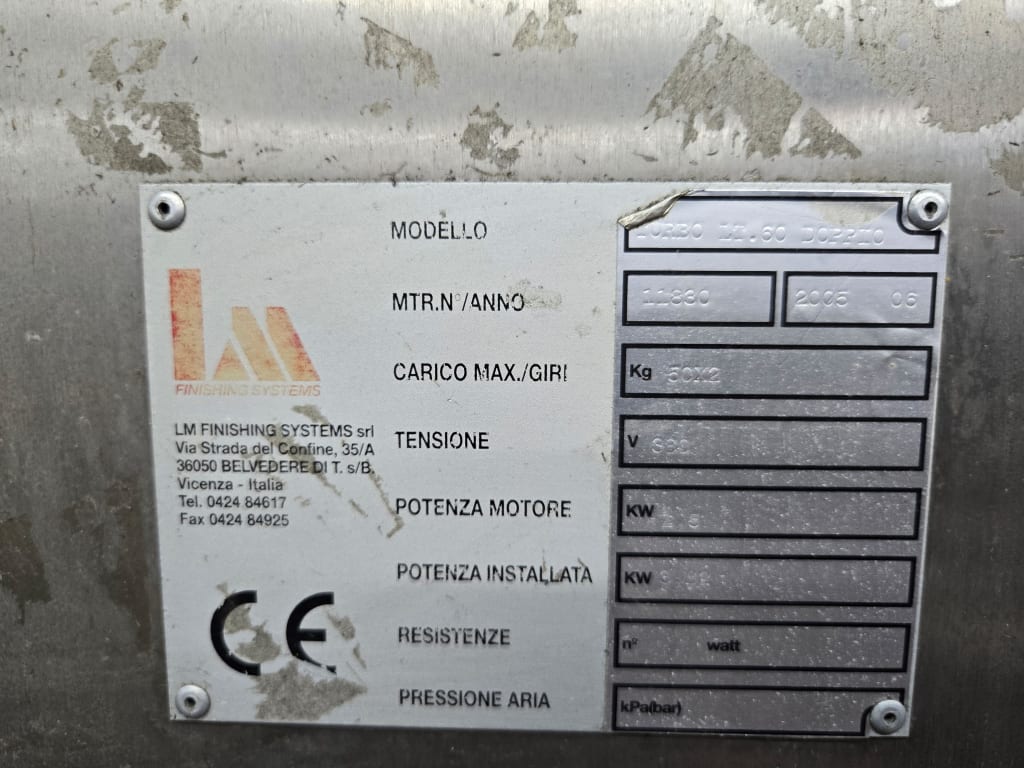 MODELLO TURBO LT.60 DOPPIO
MTR.N°/ANNO 11830 2005 06
CARICO MAX./GIRI Kg 50X2
TENSIONE V 380
POTENZA MOTORE KW
POTENZA INSTALLATA KW
RESISTENZE n° watt
PRESSIONE ARIA kPa(bar)
LM
FINISHING SYSTEMS
LM FINISHING SYSTEMS srl
Via Strada del Confine, 35/A
36050 BELVEDERE DI T. s/B.
Vicenza - Italia
Tel. 0424 84617
Fax 0424 84925
CE